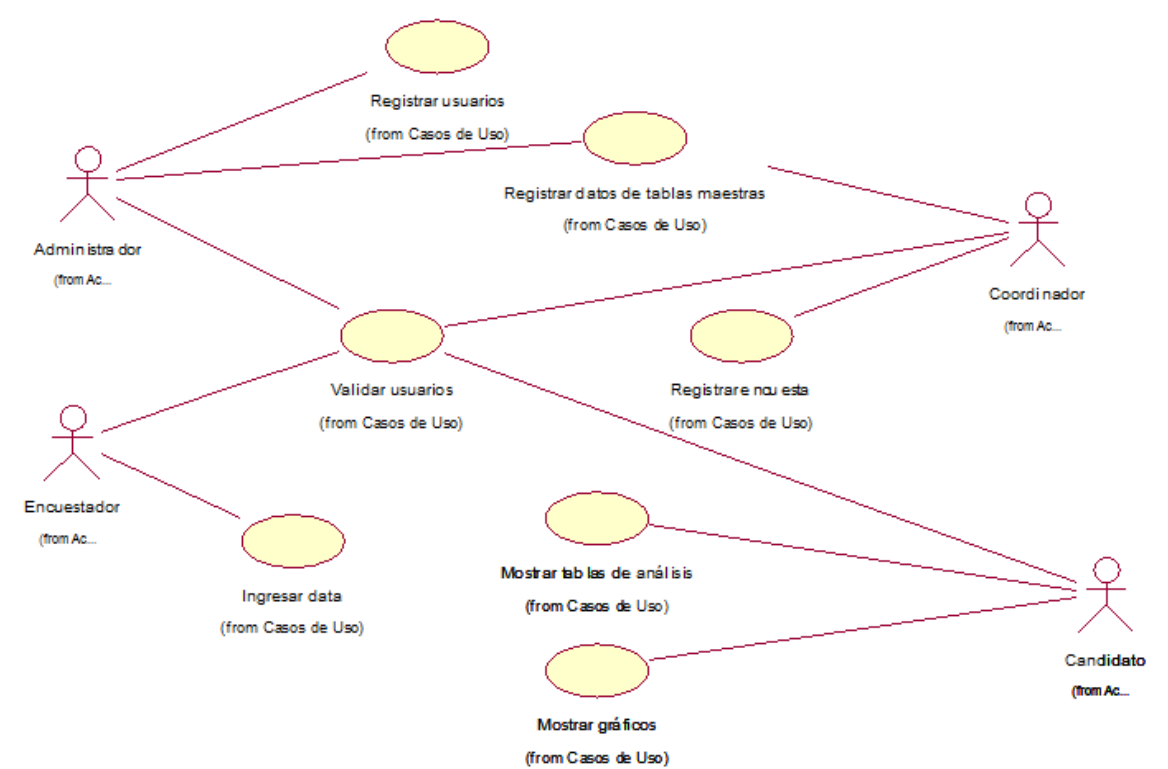 Registrar usuarios
(from Casos de Uso)
Registrar datos de tablas maestras
(from Casos de Uso)
Administrador
(from Ac...
Coordinador
(from Ac...
Validar usuarios
(from Casos de Uso)
Registrar encuesta
(from Casos de Uso)
Encuestador
(from Ac...
Ingresar data
(from Casos de Uso)
Mostrar tablas de análisis
(from Casos de Uso)
Candidato
(from Ac...
Mostrar gráficos
(from Casos de Uso)